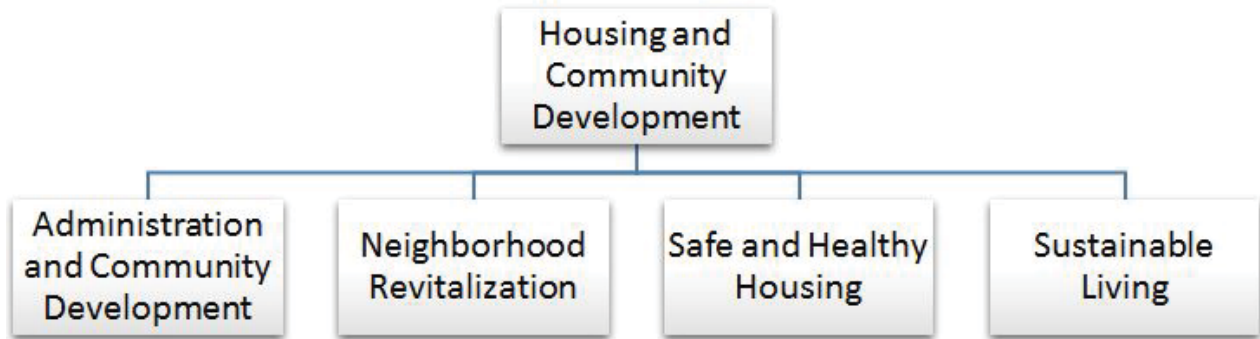 Housing and
Community
Development
Administration
and Community
Development
Neighborhood
Revitalization
Safe and Healthy
Housing
Sustainable
Living